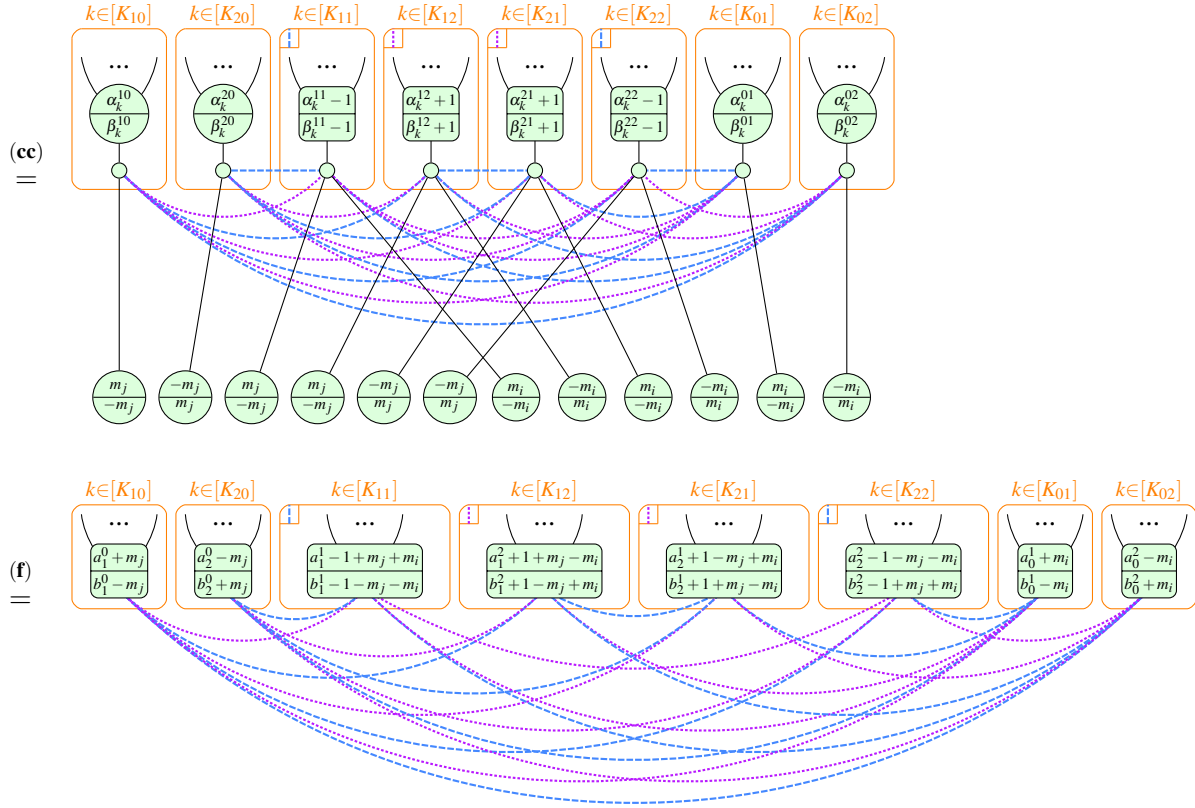 k∈[K₁₀] k∈[K₂₀] k∈[K₁₁] k∈[K₁₂] k∈[K₂₁] k∈[K₂₂] k∈[K₀₁] k∈[K₀₂]
... ... ... ... ... ... ... ...
α_k^{10} α_k^{20} α_k^{11} − 1 α_k^{12} + 1 α_k^{21} + 1 α_k^{22} − 1 α_k^{01} α_k^{02}
β_k^{10} β_k^{20} β_k^{11} − 1 β_k^{12} + 1 β_k^{21} + 1 β_k^{22} − 1 β_k^{01} β_k^{02}
(cc)
=
m_j −m_j m_j m_j −m_j −m_j m_i −m_i m_i −m_i m_i −m_i
−m_j m_j −m_j −m_j m_j m_j −m_i m_i −m_i m_i −m_i m_i
k∈[K₁₀] k∈[K₂₀] k∈[K₁₁] k∈[K₁₂] k∈[K₂₁] k∈[K₂₂] k∈[K₀₁] k∈[K₀₂]
... ... ... ... ... ... ... ...
a_1^0 + m_j a_2^0 − m_j a_1^1 − 1 + m_j + m_i a_1^2 + 1 + m_j − m_i a_2^1 + 1 − m_j + m_i a_2^2 − 1 − m_j − m_i a_0^1 + m_i a_0^2 − m_i
b_1^0 − m_j b_2^0 + m_j b_1^1 − 1 − m_j − m_i b_1^2 + 1 − m_j + m_i b_2^1 + 1 + m_j − m_i b_2^2 − 1 + m_j + m_i b_0^1 − m_i b_0^2 + m_i
(f)
=